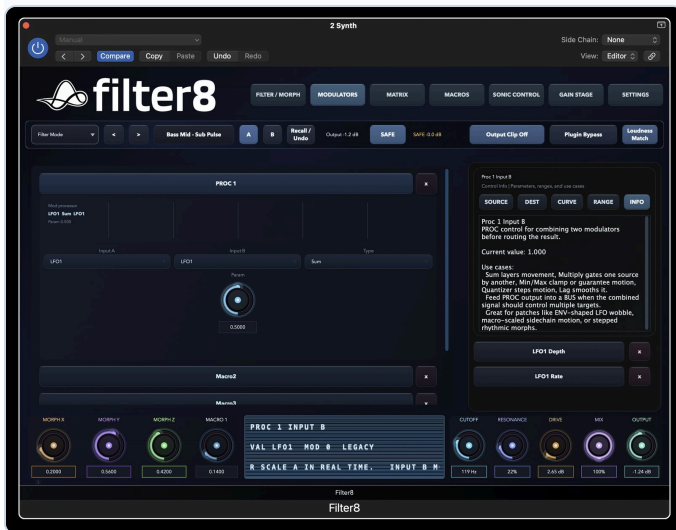 2 Synth
Manual
Side Chain: None
< > Compare Copy Paste Undo Redo
View: Editor
filter8
FILTER / MORPH MODULATORS MATRIX MACROS SONIC CONTROL GAIN STAGE SETTINGS
Filter Mode < > Bass Mid - Sub Pulse A B Recall / Undo Output -1.2 dB SAFE SAFE -0.0 dB Output Clip Off Plugin Bypass Loudness Match
PROC 1 x
Mod processor
LFO1 Sum LFO1
Param 0.500
Input A Input B Type
LFO1 LFO1 Sum
Param
0.5000
Macro2 x
Macro3
Proc 1 Input B
Control info | Parameters, ranges, and use cases
SOURCE DEST CURVE RANGE INFO
Proc 1 Input B
PROC control for combining two modulators
before routing the result.
Current value: 1.000
Use cases:
Sum layers movement, Multiply gates one source
by another, Min/Max clamp or guarantee motion,
Quantizer steps motion, Lag smooths it.
Feed PROC output into a BUS when the combined
signal should control multiple targets.
Great for patches like ENV-shaped LFO wobble,
macro-scaled sidechain motion, or stepped
rhythmic morphs.
LFO1 Depth x
LFO1 Rate x
MORPH X MORPH Y MORPH Z MACRO 1
0.2000 0.5600 0.4200 0.1400
PROC 1 INPUT B
VAL LFO1 MOD 0 LEGACY
R SCALE A IN REAL TIME. INPUT B M
CUTOFF RESONANCE DRIVE MIX OUTPUT
119 Hz 22% 2.65 dB 100% -1.24 dB
Filter8
Filter8